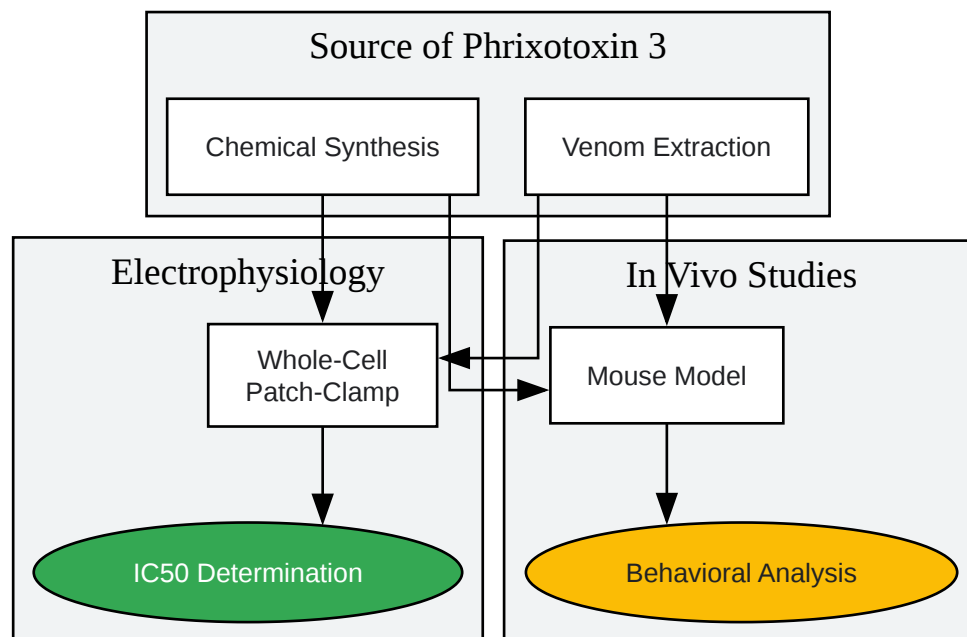 Source of Phrixotoxin 3
Chemical Synthesis
Venom Extraction
Electrophysiology
In Vivo Studies
Whole-Cell
Patch-Clamp
Mouse Model
IC50 Determination
Behavioral Analysis